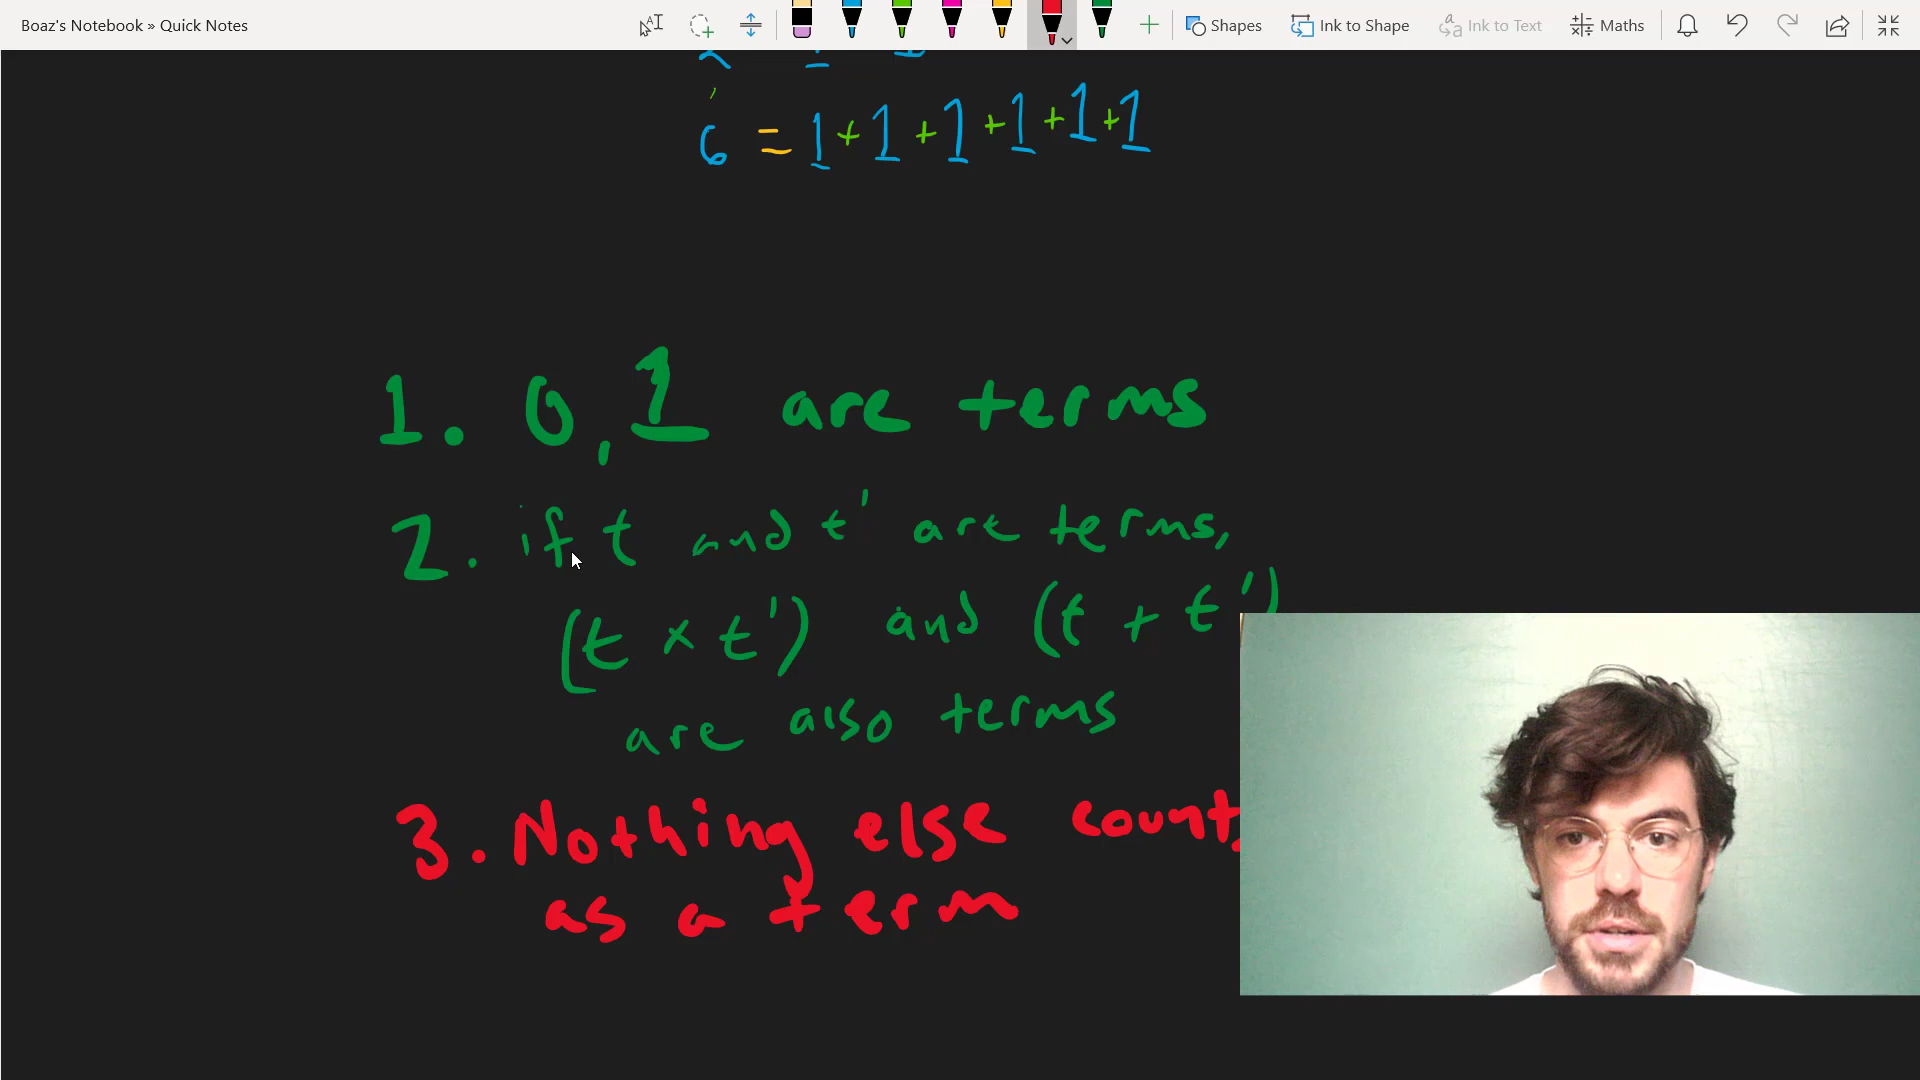 Boaz's Notebook » Quick Notes
Shapes
Ink to Shape
Ink to Text
Maths
6 = 1 + 1 + 1 + 1 + 1 + 1
1. 0, 1 are terms
2. if t and t' are terms,
(t × t') and (t + t')
are also terms
3. Nothing else counts
as a term